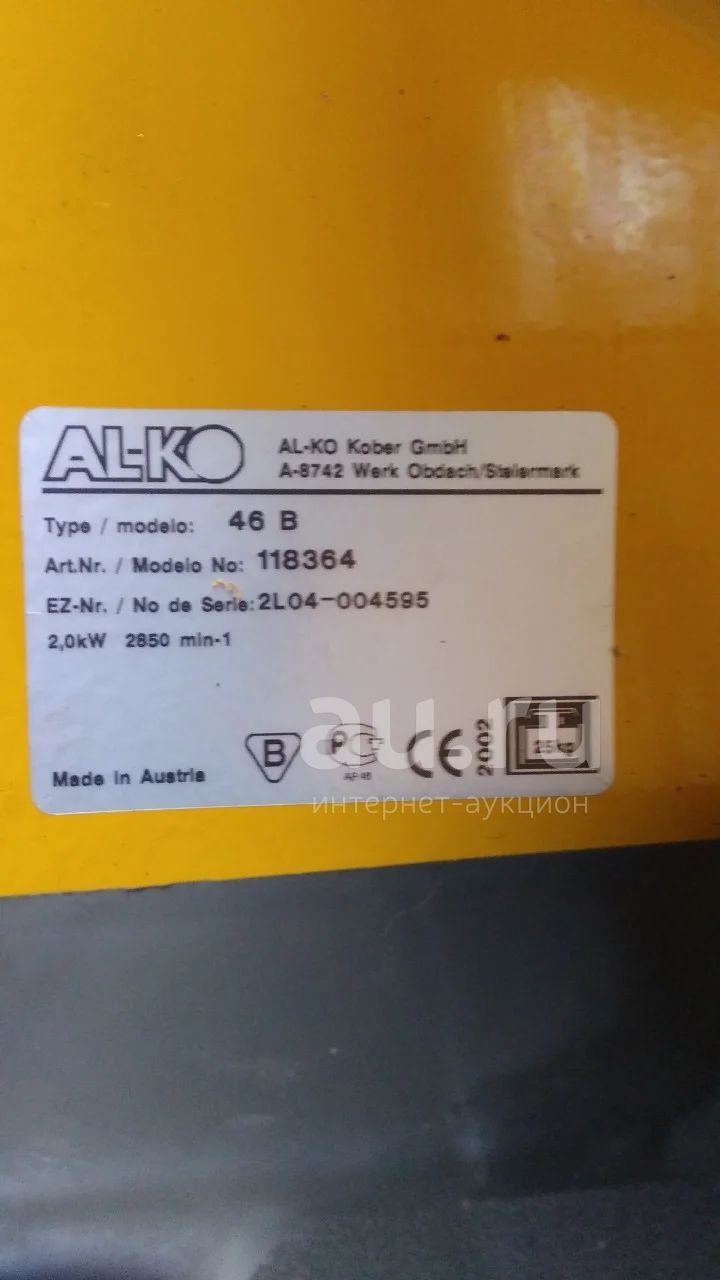 AL-KO
AL-KO Kober GmbH
A-8742 Werk Obdach/Steiermark
Type / modelo: 46 B
Art.Nr. / Modelo No: 118364
EZ-Nr. / No de Serie: 2L04-004595
2,0kW 2850 min-1
Made in Austria
B
PC
CE
2002
25kg
au.ru
интернет-аукцион